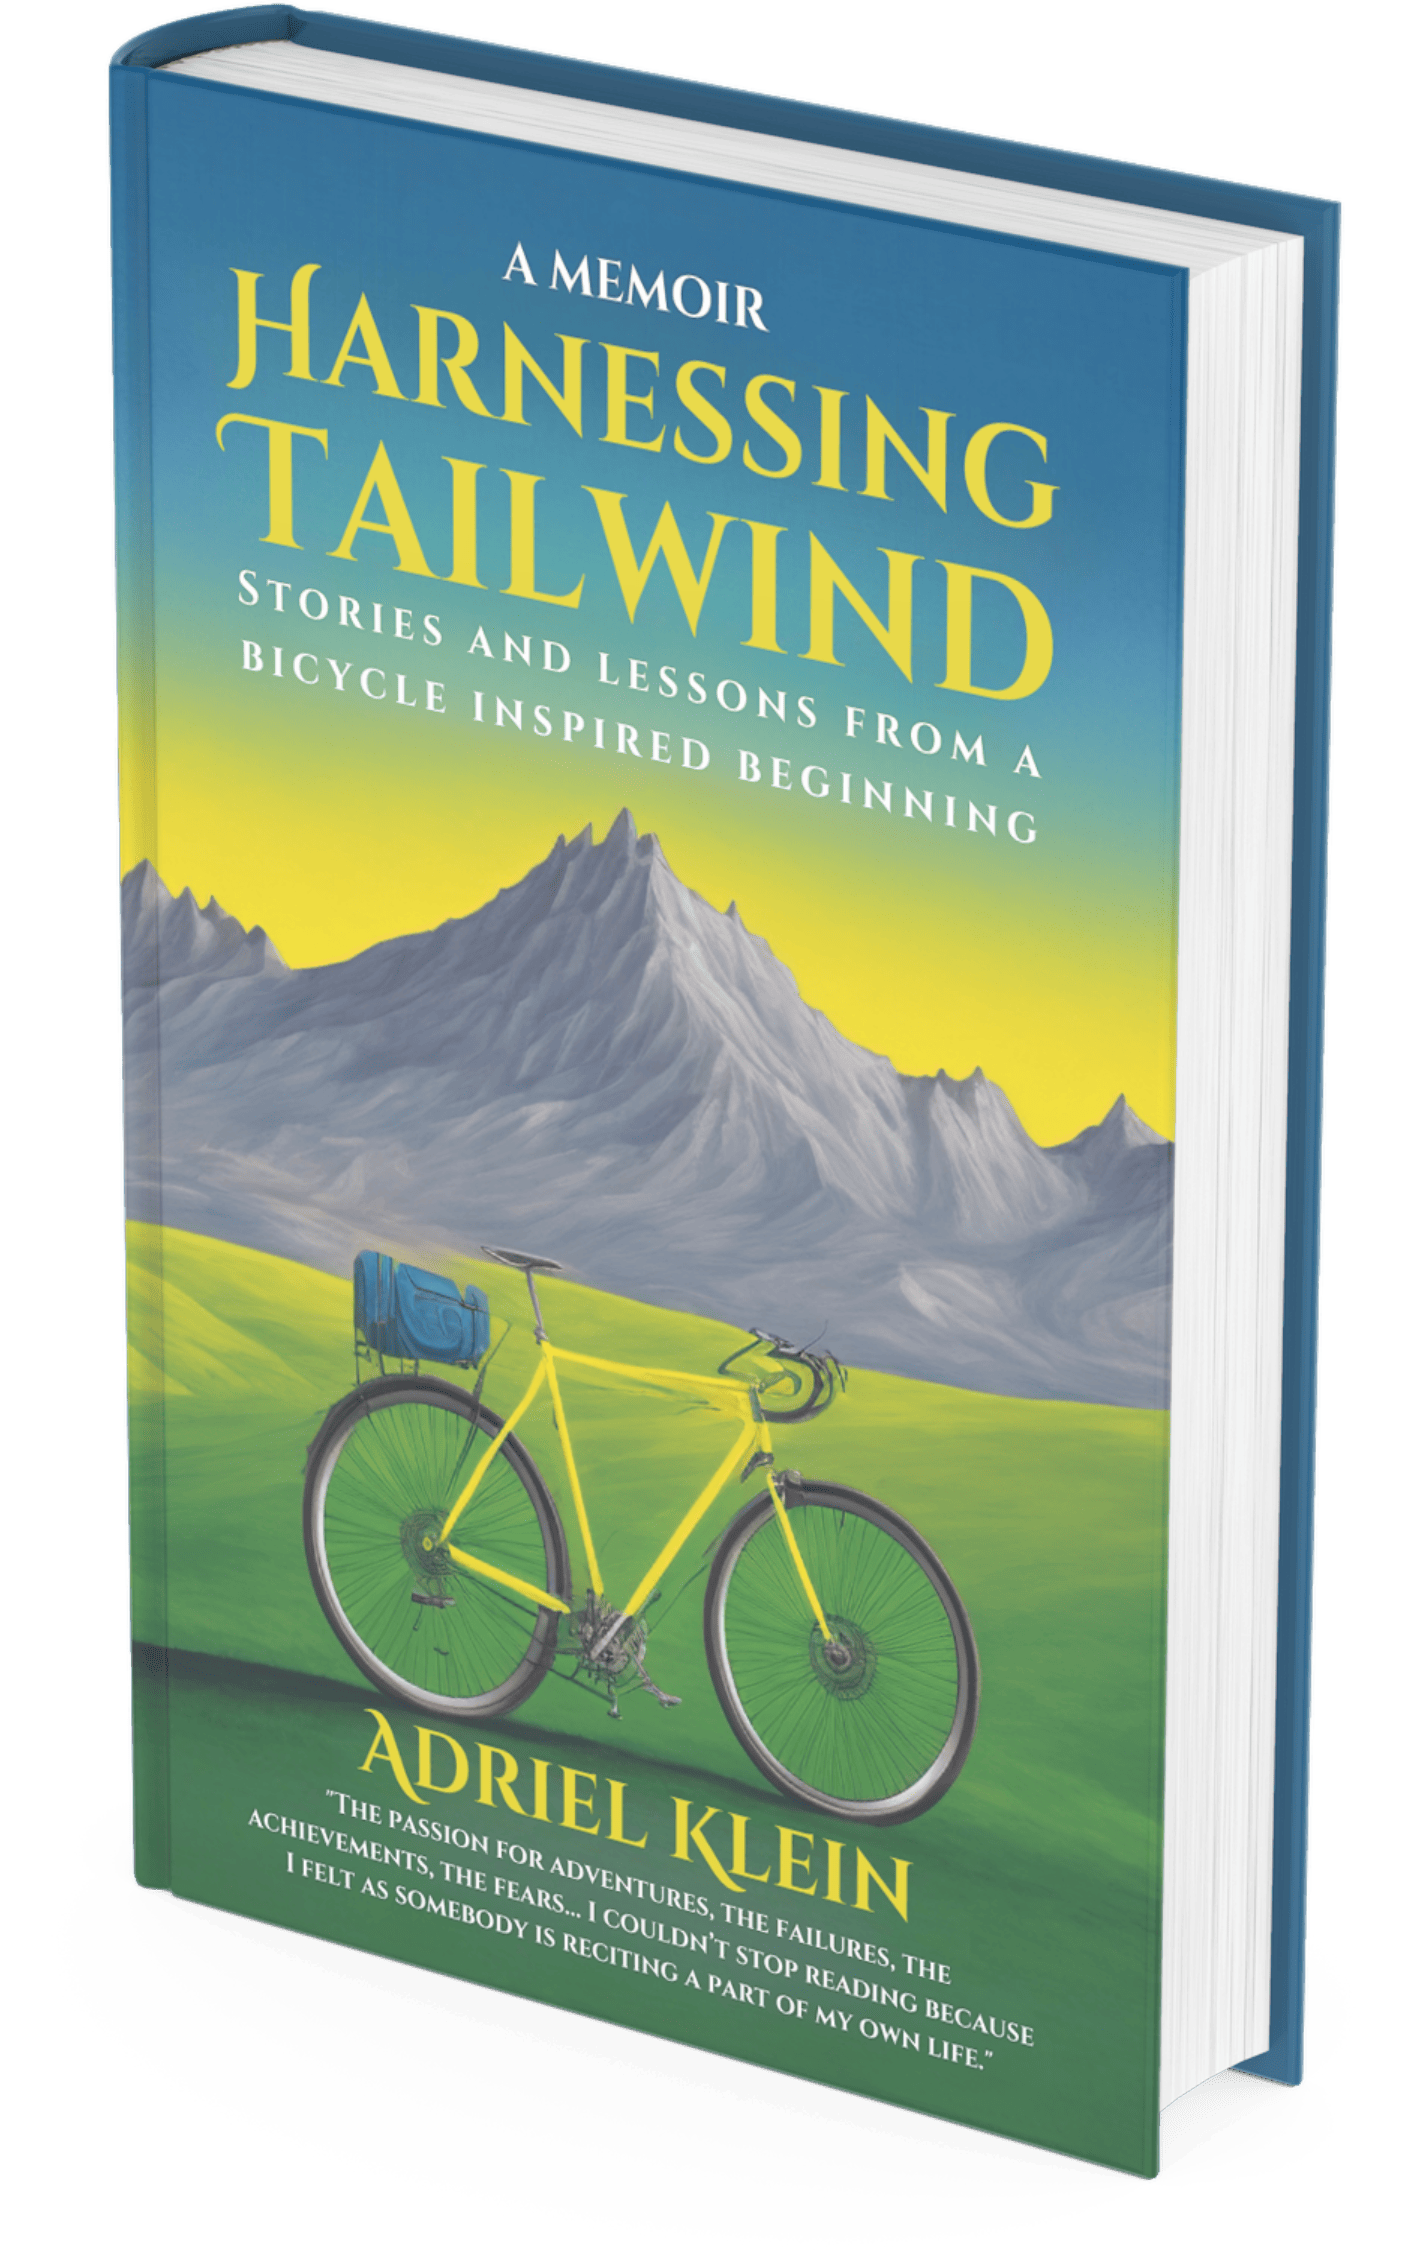 A MEMOIR
HARNESSING
TAILWIND
STORIES AND LESSONS FROM A
BICYCLE INSPIRED BEGINNING
ADRIEL KLEIN
"THE PASSION FOR ADVENTURES, THE FAILURES, THE
ACHIEVEMENTS, THE FEARS... I COULDN'T STOP READING BECAUSE
I FELT AS SOMEBODY IS RECITING A PART OF MY OWN LIFE."